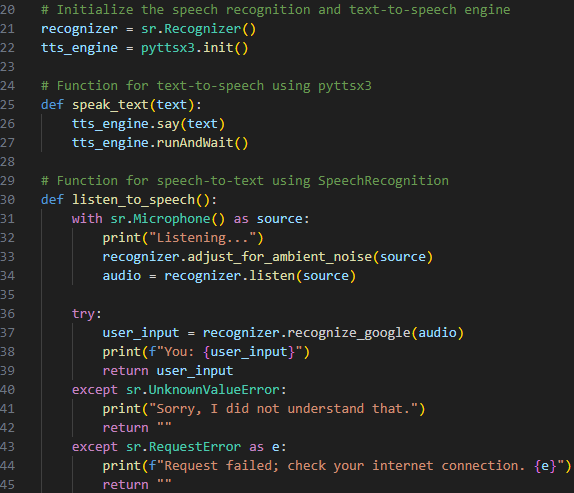 20 # Initialize the speech recognition and text-to-speech engine
21 recognizer = sr.Recognizer()
22 tts_engine = pyttsx3.init()
23
24 # Function for text-to-speech using pyttsx3
25 def speak_text(text):
26     tts_engine.say(text)
27     tts_engine.runAndWait()
28
29 # Function for speech-to-text using SpeechRecognition
30 def listen_to_speech():
31     with sr.Microphone() as source:
32         print("Listening...")
33         recognizer.adjust_for_ambient_noise(source)
34         audio = recognizer.listen(source)
35
36     try:
37         user_input = recognizer.recognize_google(audio)
38         print(f"You: {user_input}")
39         return user_input
40     except sr.UnknownValueError:
41         print("Sorry, I did not understand that.")
42         return ""
43     except sr.RequestError as e:
44         print(f"Request failed; check your internet connection. {e}")
45         return ""